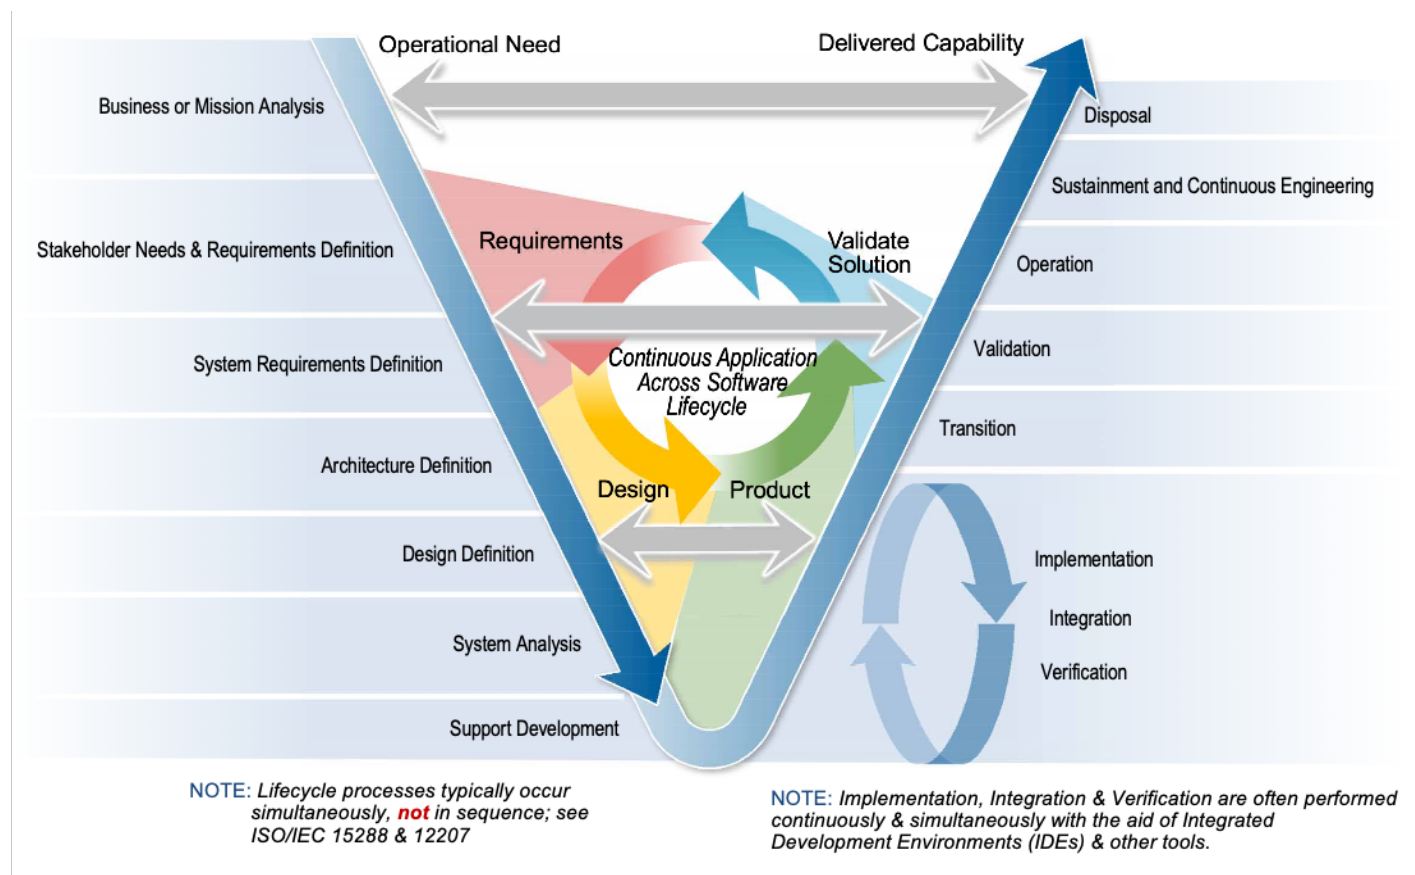 Operational Need
Delivered Capability
Business or Mission Analysis
Disposal
Sustainment and Continuous Engineering
Requirements
Validate
Solution
Stakeholder Needs & Requirements Definition
Operation
System Requirements Definition
Continuous Application
Across Software
Lifecycle
Validation
Transition
Architecture Definition
Design
Product
Design Definition
Implementation
Integration
System Analysis
Verification
Support Development
NOTE: Lifecycle processes typically occur
simultaneously, not in sequence; see
ISO/IEC 15288 & 12207
NOTE: Implementation, Integration & Verification are often performed
continuously & simultaneously with the aid of Integrated
Development Environments (IDEs) & other tools.